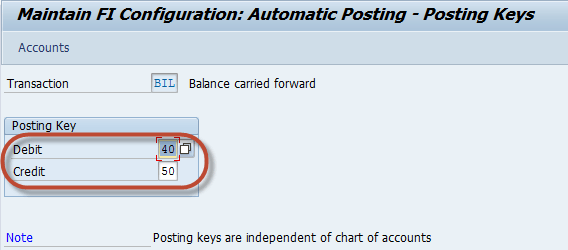 Maintain FI Configuration: Automatic Posting - Posting Keys
Accounts
Transaction BIL Balance carried forward
Posting Key
Debit 40
Credit 50
Note Posting keys are independent of chart of accounts